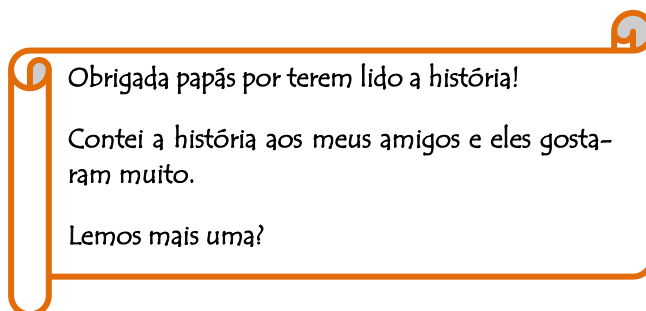 Obrigada papás por terem lido a história!
Contei a história aos meus amigos e eles gosta-
ram muito.
Lemos mais uma?